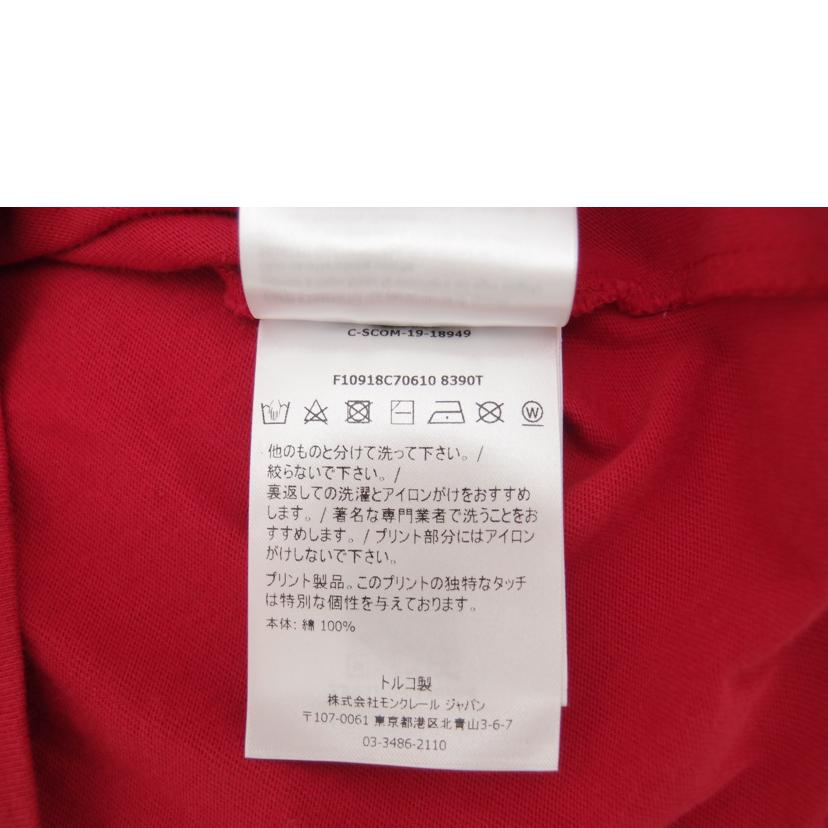 C-SCOM-19-18949
F10918C70610 8390T
W
他のものと分けて洗って下さい。/
絞らないで下さい。/
裏返しての洗濯とアイロンがけをおすすめ
します。/ 著名な専門業者で洗うことをお
すすめします。/ プリント部分にはアイロン
がけしないで下さい。
プリント製品。このプリントの独特なタッチ
は特別な個性を与えております。
本体: 綿 100%
トルコ製
株式会社モンクレール ジャパン
〒107-0061 東京都港区北青山3-6-7
03-3486-2110